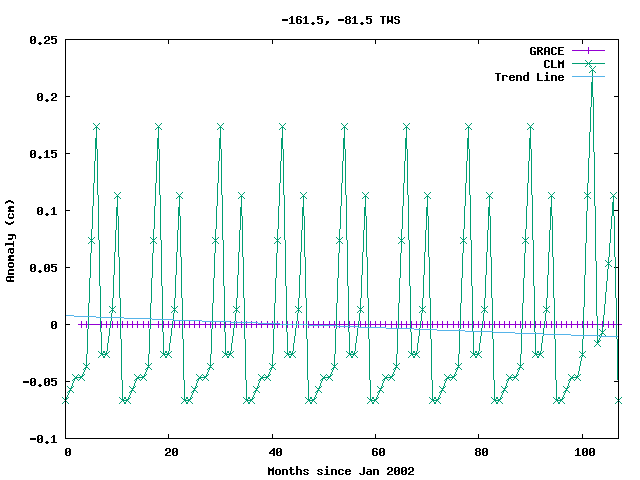 -161.5, -81.5 TWS
GRACE
CLM
Trend Line
0.25
0.2
0.15
0.1
0.05
0
-0.05
-0.1
Anomaly (cm)
0 20 40 60 80 100
Months since Jan 2002